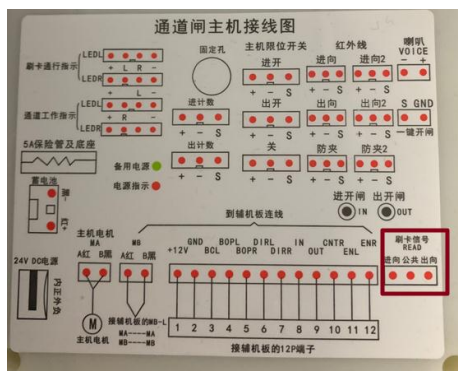 通道闸主机接线图
刷卡通行指示
LEDL
+ L R -
LEDR
+ L -
通道工作指示
LEDL
+ R -
LEDR
固定孔
主机限位开关
红外线
喇叭
VOICE
- +
进开
+ - S
进向
+ - S
进向2
+ - S
进计数
+ - S
出开
+ - S
出向
+ - S
出向2
+ - S
S GND
一键开闸
5A保险管及底座
出计数
+ - S
关
+ - S
防夹
+ - S
防夹2
+ - S
备用电源
电源指示
蓄电池
黑-
红+
进开闸 出开闸
IN OUT
到辅机板连线
主机电机
MA
A红 B黑
MB
A红 B黑
GND BOPL DIRL IN CNTR ENR
+12V BCL BOPR DIRR OUT ENL
刷卡信号
READ
进向 公共 出向
24V DC电源
内正外负
M
主机电机
接辅机板的MB-L
MA----MA
MB----MB
1 2 3 4 5 6 7 8 9 10 11 12
接辅机板的12P端子